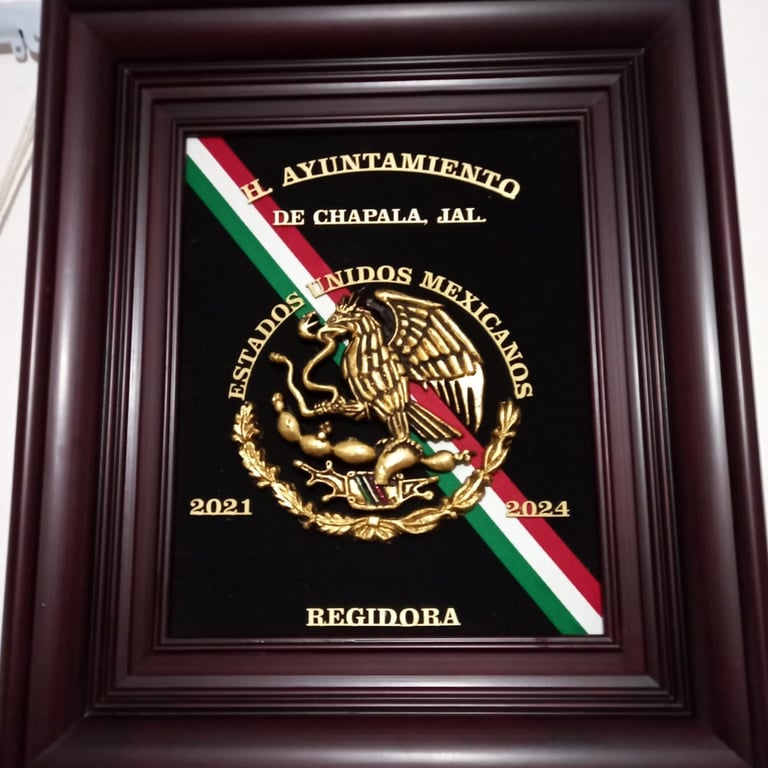 H. AYUNTAMIENTO
DE CHAPALA, JAL.
ESTADOS UNIDOS MEXICANOS
2021 2024
REGIDORA